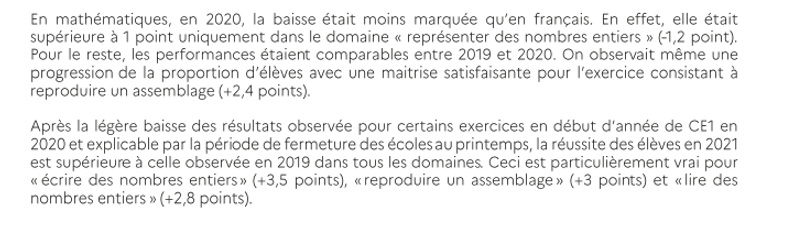 En mathématiques, en 2020, la baisse était moins marquée qu'en français. En effet, elle était
supérieure à 1 point uniquement dans le domaine « représenter des nombres entiers » (-1,2 point).
Pour le reste, les performances étaient comparables entre 2019 et 2020. On observait même une
progression de la proportion d'élèves avec une maitrise satisfaisante pour l'exercice consistant à
reproduire un assemblage (+2,4 points).
Après la légère baisse des résultats observée pour certains exercices en début d'année de CE1 en
2020 et explicable par la période de fermeture des écoles au printemps, la réussite des élèves en 2021
est supérieure à celle observée en 2019 dans tous les domaines. Ceci est particulièrement vrai pour
« écrire des nombres entiers » (+3,5 points), « reproduire un assemblage » (+3 points) et « lire des
nombres entiers » (+2,8 points).